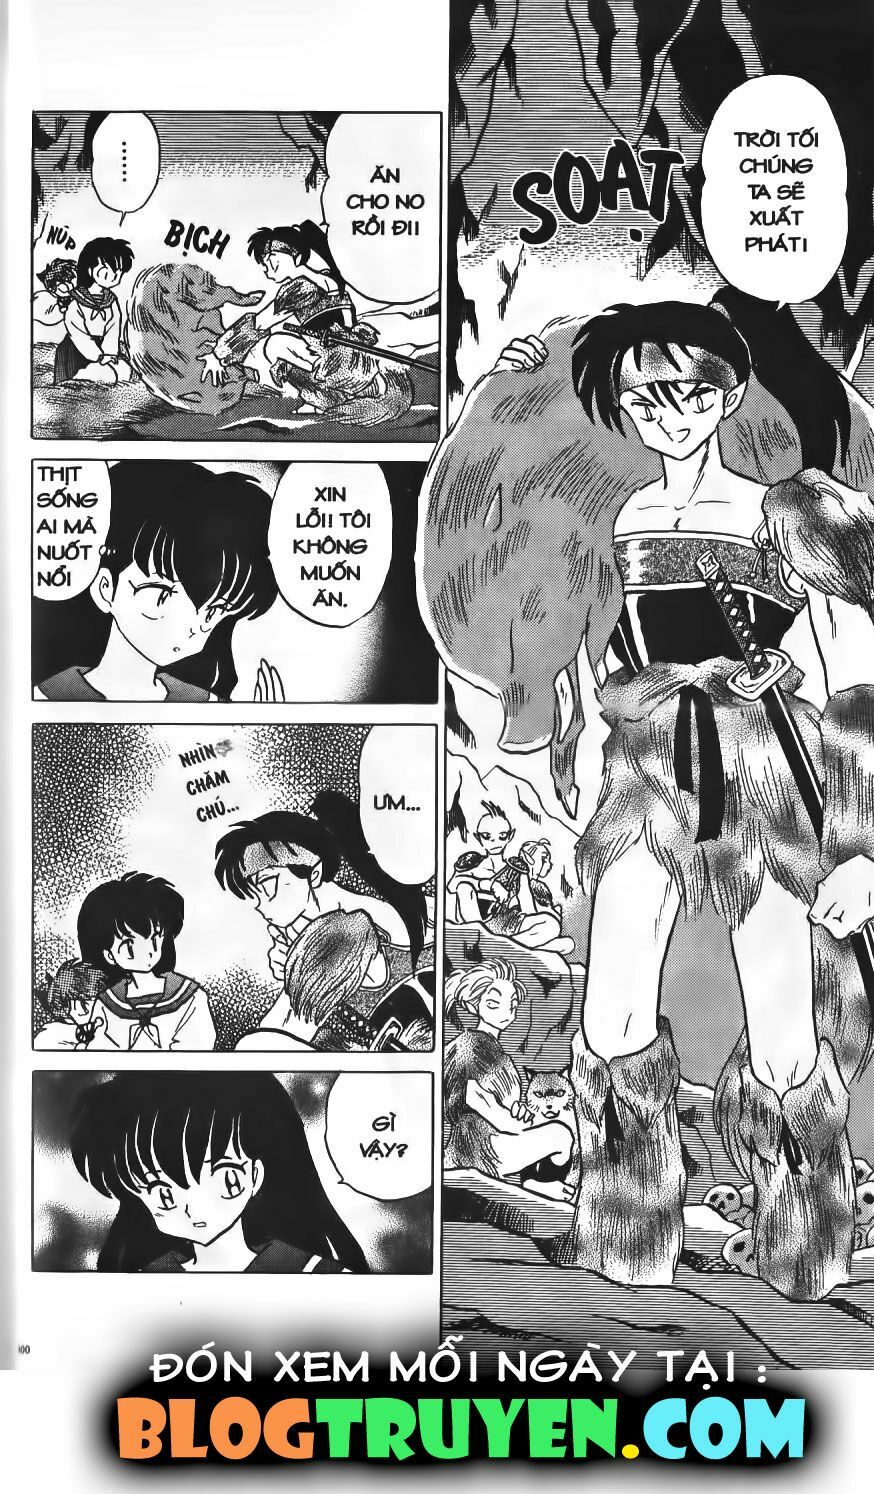 TRỜI TỐI
CHÚNG
TA SẼ
XUẤT
PHÁT!
SOẠT
ĂN
CHO NO
RỒI ĐI!
BỊCH
........
NÚP
XIN
LỖI! TÔI
KHÔNG
MUỐN
ĂN.
THỊT
SỐNG
AI MÀ
NUỐT
NỔI
ƯM...
NHÌN
CHĂM
CHÚ...
GÌ
VẬY?
ĐÓN XEM MỖI NGÀY TẠI :
BLOGTRUYEN.COM